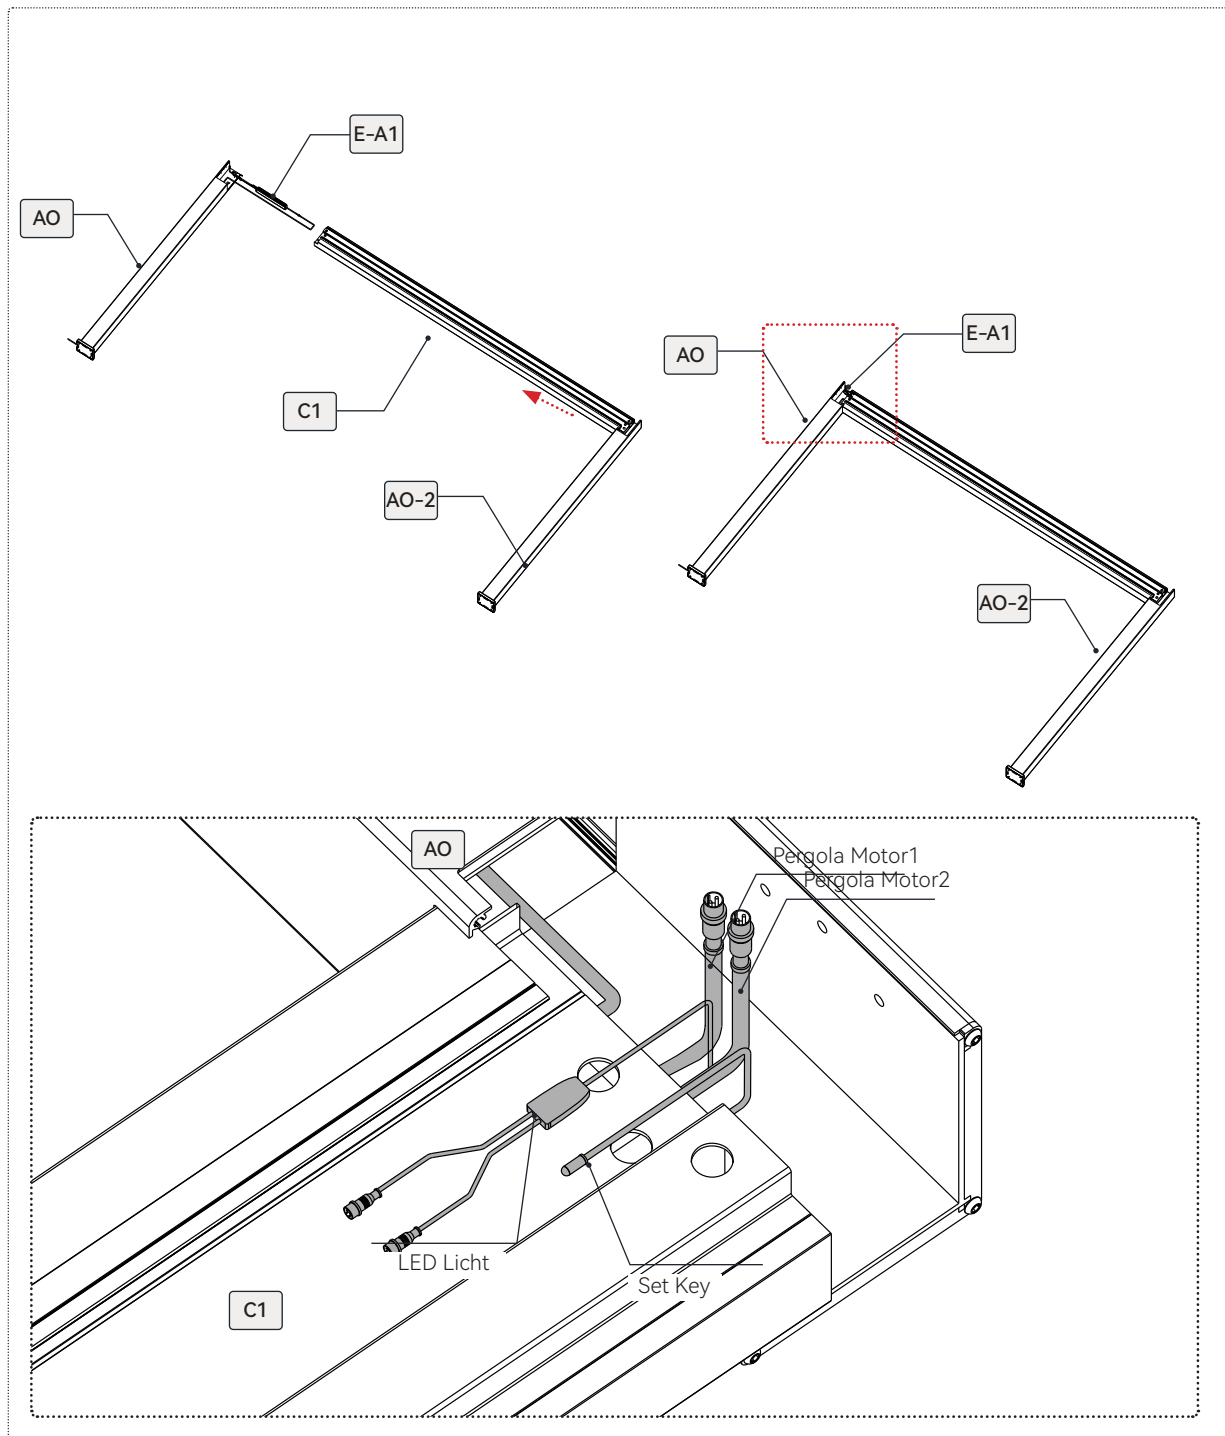 E-A1
AO
C1
AO-2
E-A1
AO
AO-2
AO
Pergola Motor1
Pergola Motor2
LED Licht
Set Key
C1